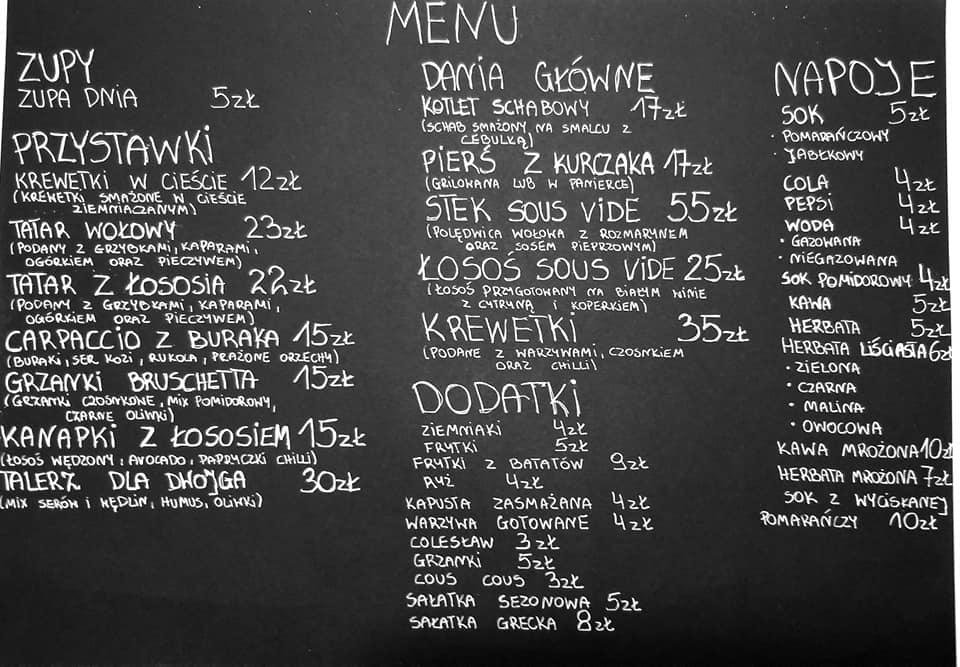 MENU
ZUPY
ZUPA DNIA 5zł
PRZYSTAWKI
KREWETKI W CIEŚCIE 12zł
(KREWETKI SMAŻONE W CIEŚCIE
ZIEMNIACZANYM)
TATAR WOŁOWY 23zł
(PODANY Z GRZYBKAMI, KAPARAMI,
OGÓRKIEM ORAZ PIECZYWEM)
TATAR Z ŁOSOSIA 22zł
(PODANY Z GRZYBKAMI, KAPARAMI,
OGÓRKIEM ORAZ PIECZYWEM)
CARPACCIO Z BURAKA 15zł
(BURAKI, SER KOZI, RUKOLA, PRAŻONE ORZECHY)
GRZANKI BRUSCHETTA 15zł
(GRZANKI CZOSNKOWE, MIX POMIDOROWY,
CZARNE OLIWKI)
KANAPKI Z ŁOSOSIEM 15zł
(ŁOSOŚ WĘDZONY, AVOCADO, PAPRYCZKI CHILLI)
TALERZ DLA DWOJGA 30zł
(MIX SERÓW I WĘDLIN, HUMUS, OLIWKI)
DANIA GŁÓWNE
KOTLET SCHABOWY 17zł
(SCHAB SMAŻONY NA SMALCU Z
CEBULKĄ)
PIERŚ Z KURCZAKA 17zł
(GRILOWANA LUB W PANIERCE)
STEK SOUS VIDE 55zł
(POLĘDWICA WOŁOWA Z ROZMARYNEM
ORAZ SOSEM PIEPRZOWYM)
ŁOSOŚ SOUS VIDE 25zł
(ŁOSOŚ PRZYGOTOWANY NA BIAŁYM WINIE
Z CYTRYNĄ I KOPERKIEM)
KREWETKI 35zł
(PODANE Z WARZYWAMI, CZOSNKIEM
ORAZ CHILLI)
DODATKI
ZIEMNIAKI 4zł
FRYTKI 5zł
FRYTKI Z BATATÓW 9zł
RYŻ 4zł
KAPUSTA ZASMAŻANA 4zł
WARZYWA GOTOWANE 4zł
COLESŁAW 3zł
GRZANKI 5zł
COUS COUS 3zł
SAŁATKA SEZONOWA 5zł
SAŁATKA GRECKA 8zł
NAPOJE
SOK 5zł
• POMARAŃCZOWY
• JABŁKOWY
COLA 4zł
PEPSI 4zł
WODA 4zł
• GAZOWANA
• NIEGAZOWANA
SOK POMIDOROWY 4zł
KAWA 5zł
HERBATA 5zł
HERBATA LIŚCIASTA 6zł
• ZIELONA
• CZARNA
• MALINA
• OWOCOWA
KAWA MROŻONA 10zł
HERBATA MROŻONA 7zł
SOK Z WYCISKANEJ
POMARAŃCZY 10zł